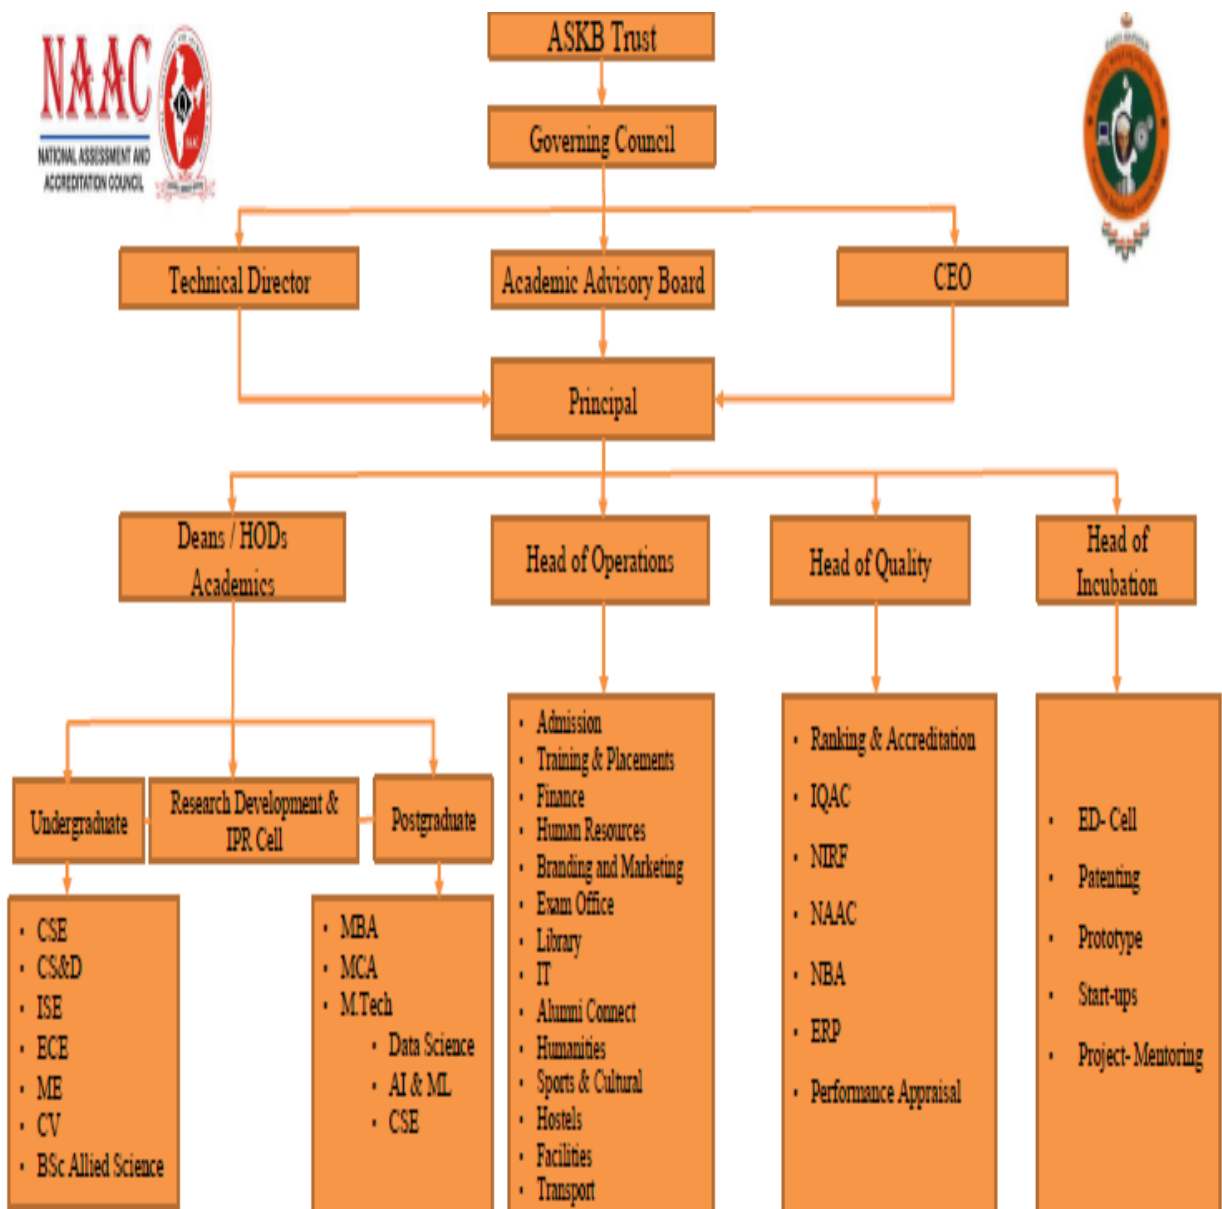 ASKB Trust
NAAC
NATIONAL ASSESSMENT AND
ACCREDITATION COUNCIL
NAAC
Governing Council
Technical Director
Academic Advisory Board
CEO
Principal
Deans / HODs
Academics
Head of Operations
Head of Quality
Head of
Incubation
Undergraduate
Research Development &
IPR Cell
Postgraduate
• CSE
• CS&D
• ISE
• ECE
• ME
• CV
• BSc Allied Science
• MBA
• MCA
• M.Tech
• Data Science
• AI & ML
• CSE
• Admission
• Training & Placements
• Finance
• Human Resources
• Branding and Marketing
• Exam Office
• Library
• IT
• Alumni Connect
• Humanities
• Sports & Cultural
• Hostels
• Facilities
• Transport
• Ranking & Accreditation
• IQAC
• NIRF
• NAAC
• NBA
• ERP
• Performance Appraisal
• ED- Cell
• Patenting
• Prototype
• Start-ups
• Project- Mentoring